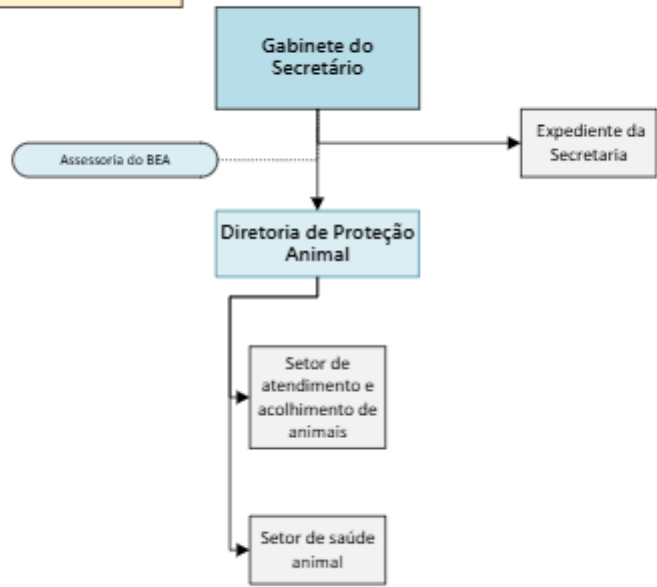 Gabinete do
Secretário
Expediente da
Secretaria
Assessoria do BEA
Diretoria de Proteção
Animal
Setor de
atendimento e
acolhimento de
animais
Setor de saúde
animal